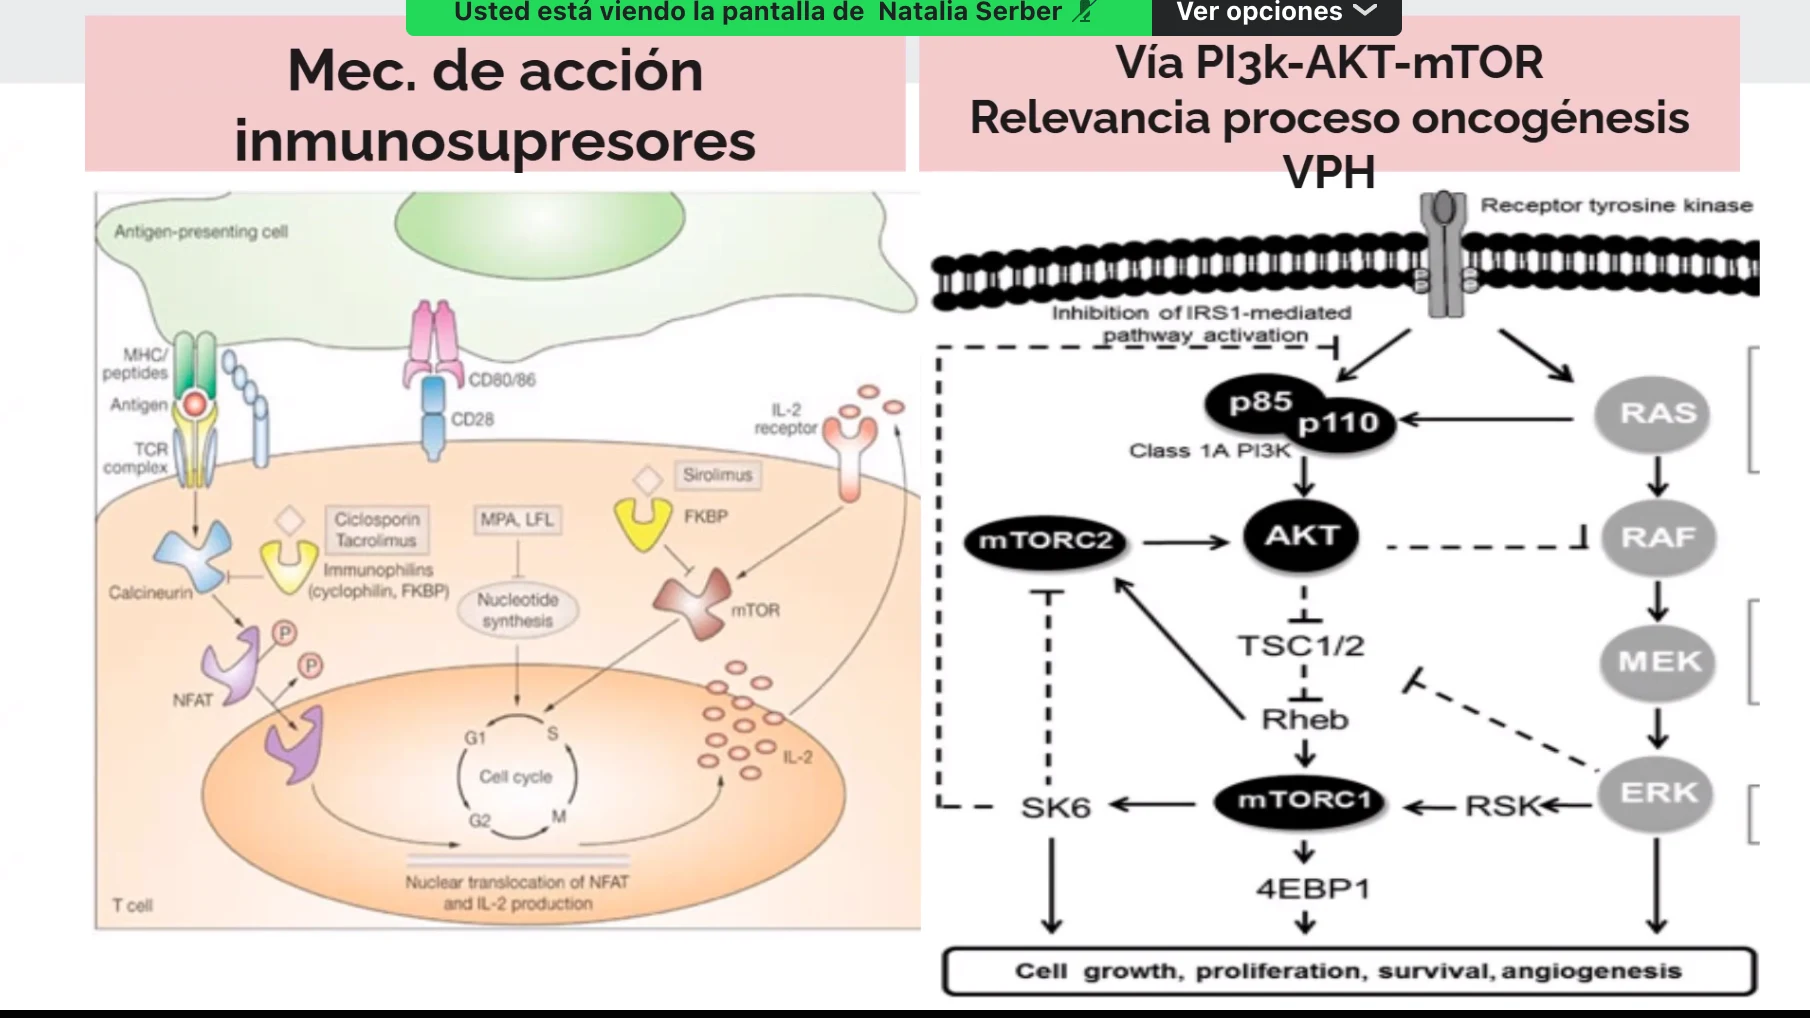 Usted está viendo la pantalla de Natalia Serber
Ver opciones
Mec. de acción
inmunosupresores
Antigen-presenting cell
MHC/
peptides
Antigen
TCR
complex
CD80/86
CD28
IL-2
receptor
Sirolimus
FKBP
Ciclosporin
Tacrolimus
MPA, LFL
Immunophilins
(cyclophilin, FKBP)
Calcineurin
Nucleotide
synthesis
mTOR
P
P
NFAT
G1
S
Cell cycle
G2
M
IL-2
Nuclear translocation of NFAT
and IL-2 production
T cell
Vía PI3k-AKT-mTOR
Relevancia proceso oncogénesis
VPH
Receptor tyrosine kinase
Inhibition of IRS1-mediated
pathway activation
p85
p110
RAS
Class 1A PI3K
mTORC2
AKT
RAF
TSC1/2
MEK
Rheb
SK6
mTORC1
RSK
ERK
4EBP1
Cell growth, proliferation, survival, angiogenesis